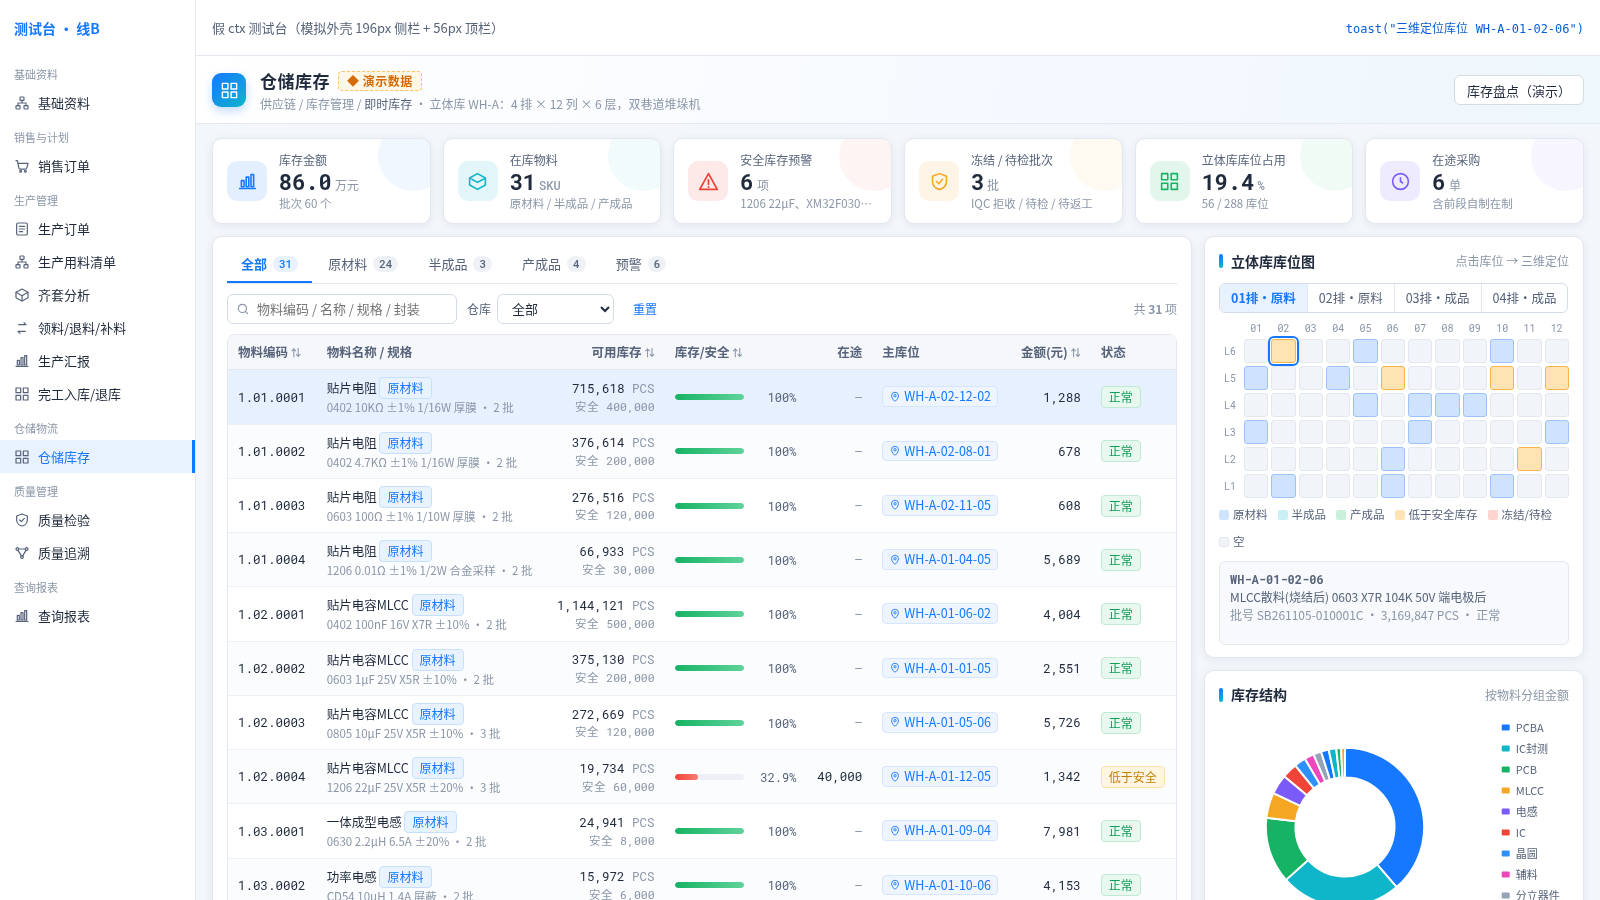 测试台 · 线B
基础资料
基础资料
销售与计划
销售订单
生产管理
生产订单
生产用料清单
齐套分析
领料/退料/补料
生产汇报
完工入库/退库
仓储物流
仓储库存
质量管理
质量检验
质量追溯
查询报表
查询报表
假 ctx 测试台（模拟外壳 196px 侧栏 + 56px 顶栏）
toast("三维定位库位 WH-A-01-02-06")
仓储库存 ◆ 演示数据
供应链 / 库存管理 / 即时库存 · 立体库 WH-A：4 排 × 12 列 × 6 层，双巷道堆垛机
库存盘点（演示）
库存金额
86.0 万元
批次 60 个
在库物料
31 SKU
原材料 / 半成品 / 产成品
安全库存预警
6 项
1206 22μF、XM32F030···
冻结 / 待检批次
3 批
IQC 拒收 / 待检 / 待返工
立体库库位占用
19.4 %
56 / 288 库位
在途采购
6 单
含前段自制在制
全部 31 原材料 24 半成品 3 产成品 4 预警 6
物料编码 / 名称 / 规格 / 封装 仓库 全部 重置 共 31 项
物料编码 ⇅ 物料名称 / 规格 可用库存 ⇅ 库存/安全 ⇅ 在途 主库位 金额(元) ⇅ 状态
1.01.0001 贴片电阻 原材料 715,618 PCS 100% — WH-A-02-12-02 1,288 正常
0402 10KΩ ±1% 1/16W 厚膜 · 2 批 安全 400,000
1.01.0002 贴片电阻 原材料 376,614 PCS 100% — WH-A-02-08-01 678 正常
0402 4.7KΩ ±1% 1/16W 厚膜 · 2 批 安全 200,000
1.01.0003 贴片电阻 原材料 276,516 PCS 100% — WH-A-02-11-05 608 正常
0603 100Ω ±1% 1/10W 厚膜 · 2 批 安全 120,000
1.01.0004 贴片电阻 原材料 66,933 PCS 100% — WH-A-01-04-05 5,689 正常
1206 0.01Ω ±1% 1/2W 合金采样 · 2 批 安全 30,000
1.02.0001 贴片电容MLCC 原材料 1,144,121 PCS 100% — WH-A-01-06-02 4,004 正常
0402 100nF 16V X7R ±10% · 2 批 安全 500,000
1.02.0002 贴片电容MLCC 原材料 375,130 PCS 100% — WH-A-01-01-05 2,551 正常
0603 1μF 25V X5R ±10% · 2 批 安全 200,000
1.02.0003 贴片电容MLCC 原材料 272,669 PCS 100% — WH-A-01-05-06 5,726 正常
0805 10μF 25V X5R ±10% · 3 批 安全 120,000
1.02.0004 贴片电容MLCC 原材料 19,734 PCS 32.9% 40,000 WH-A-01-12-05 1,342 低于安全
1206 22μF 25V X5R ±20% · 3 批 安全 60,000
1.03.0001 一体成型电感 原材料 24,941 PCS 100% — WH-A-01-09-04 7,981 正常
0630 2.2μH 6.5A ±20% · 2 批 安全 8,000
1.03.0002 功率电感 原材料 15,972 PCS 100% — WH-A-01-10-06 4,153 正常
CD54 10μH 1.4A 屏蔽 · 2 批 安全 6,000
立体库库位图 点击库位 → 三维定位
01排·原料 02排·原料 03排·成品 04排·成品
01 02 03 04 05 06 07 08 09 10 11 12
L6
L5
L4
L3
L2
L1
原材料 半成品 产成品 低于安全库存 冻结/待检
空
WH-A-01-02-06
MLCC散料(烧结后) 0603 X7R 104K 50V 端电极后
批号 SB261105-010001C · 3,169,847 PCS · 正常
库存结构 按物料分组金额
PCBA
IC封测
PCB
MLCC
电感
IC
晶圆
辅料
分立器件